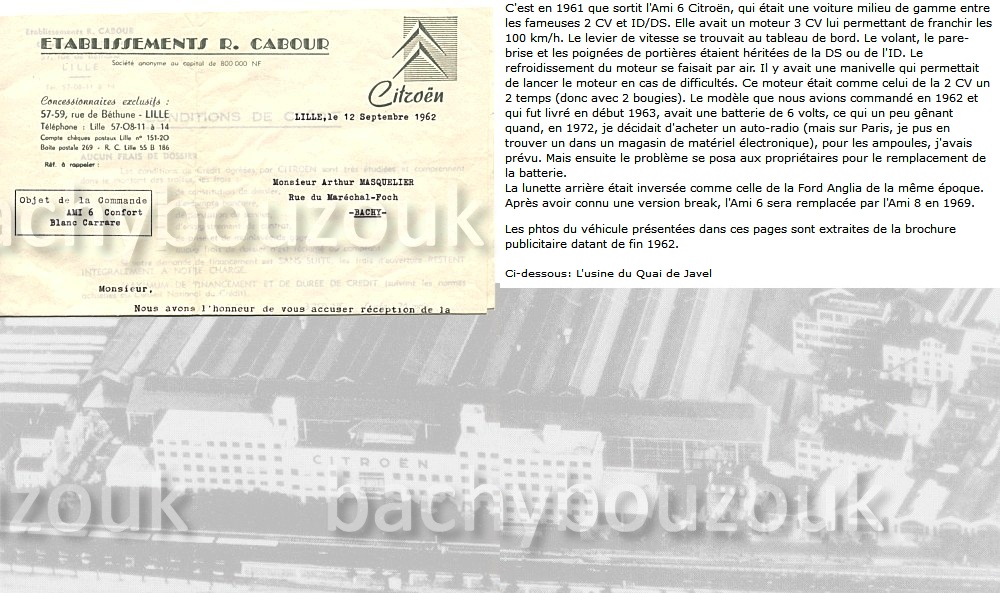 ETABLISSEMENTS R. CABOUR
Société anonyme au capital de 800 000 NF
Citroën
Concessionnaires exclusifs :
57-59, rue de Béthune - LILLE
Téléphone : Lille 57-08-11 à 14
Compte chèques postaux Lille n° 151-20
Boîte postale 269 - R. C. Lille 55 B 186
LILLE, le 12 Septembre 1962
Réf. à rappeler :
Monsieur Arthur MASQUELIER
Rue du Maréchal-Foch
-BACHY-
Objet de la Commande
AMI 6 Confort
Blanc Carrare
Monsieur,
Nous avons l'honneur de vous accuser réception de la
C'est en 1961 que sortit l'Ami 6 Citroën, qui était une voiture milieu de gamme entre
les fameuses 2 CV et ID/DS. Elle avait un moteur 3 CV lui permettant de franchir les
100 km/h. Le levier de vitesse se trouvait au tableau de bord. Le volant, le pare-
brise et les poignées de portières étaient héritées de la DS ou de l'ID. Le
refroidissement du moteur se faisait par air. Il y avait une manivelle qui permettait
de lancer le moteur en cas de difficultés. Ce moteur était comme celui de la 2 CV un
2 temps (donc avec 2 bougies). Le modèle que nous avions commandé en 1962 et
qui fut livré en début 1963, avait une batterie de 6 volts, ce qui un peu gênant
quand, en 1972, je décidait d'acheter un auto-radio (mais sur Paris, je pus en
trouver un dans un magasin de matériel électronique), pour les ampoules, j'avais
prévu. Mais ensuite le problème se posa aux propriétaires pour le remplacement de
la batterie.
La lunette arrière était inversée comme celle de la Ford Anglia de la même époque.
Après avoir connu une version break, l'Ami 6 sera remplacée par l'Ami 8 en 1969.
Les phtos du véhicule présentées dans ces pages sont extraites de la brochure
publicitaire datant de fin 1962.
Ci-dessous: L'usine du Quai de Javel
CITROËN
bachybouzouk
bachybouzouk
zouk